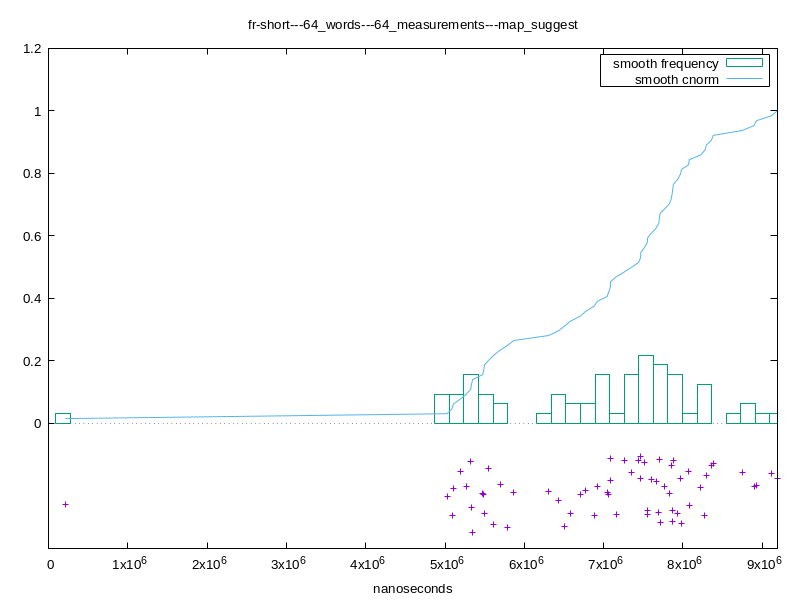 fr-short---64_words---64_measurements---map_suggest
1.2
1
0.8
0.6
0.4
0.2
0
smooth frequency
smooth cnorm
0 1x10^6 2x10^6 3x10^6 4x10^6 5x10^6 6x10^6 7x10^6 8x10^6 9x10^6
nanoseconds